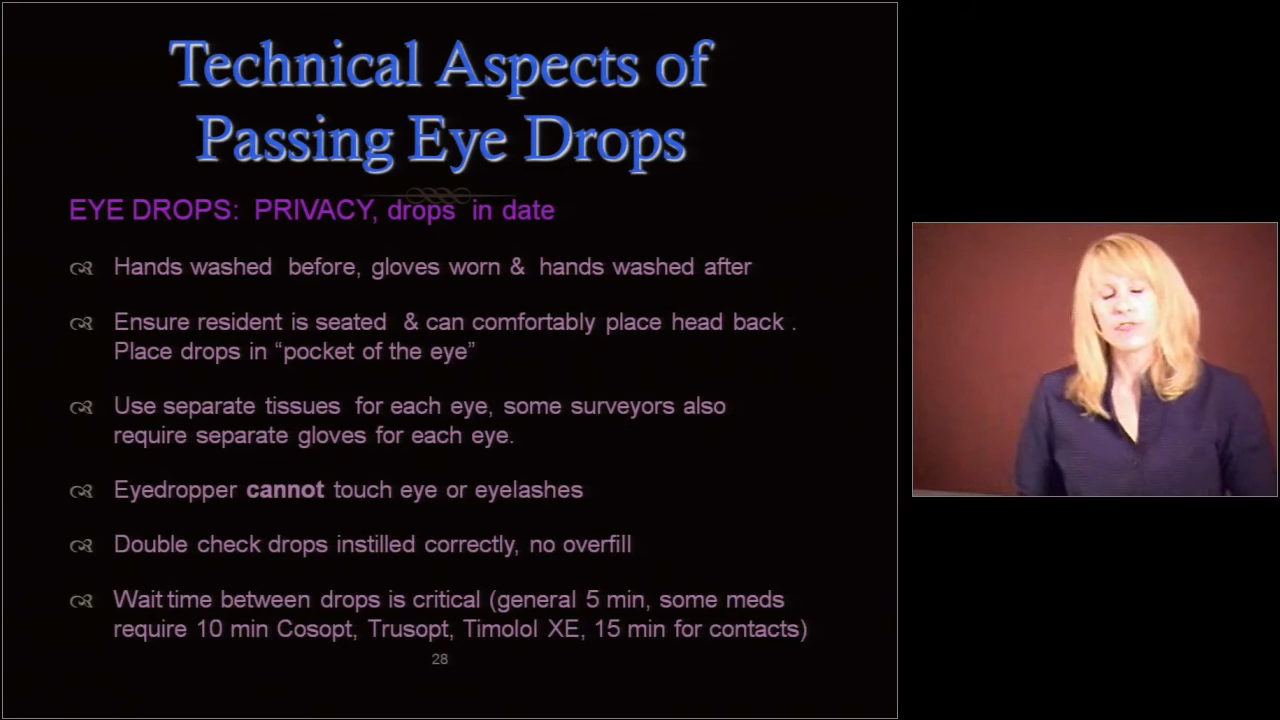 Technical Aspects of
Passing Eye Drops
EYE DROPS: PRIVACY, drops in date
Hands washed before, gloves worn & hands washed after
Ensure resident is seated & can comfortably place head back .
Place drops in “pocket of the eye”
Use separate tissues for each eye, some surveyors also
require separate gloves for each eye.
Eyedropper cannot touch eye or eyelashes
Double check drops instilled correctly, no overfill
Wait time between drops is critical (general 5 min, some meds
require 10 min Cosopt, Trusopt, Timolol XE, 15 min for contacts)
28